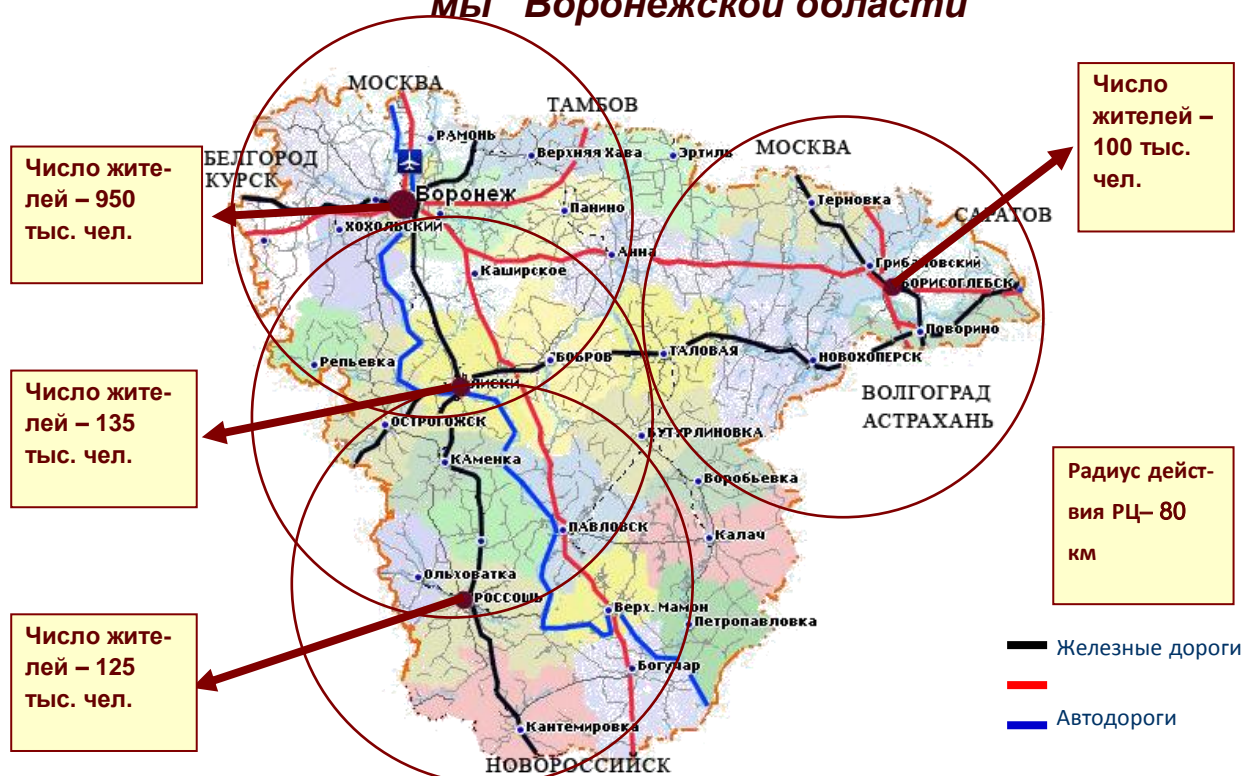 мы Воронежской области
МОСКВА
ТАМБОВ
МОСКВА
БЕЛГОРОД
КУРСК
САРАТОВ
ВОЛГОГРАД
АСТРАХАНЬ
НОВОРОССИЙСК
Число жите-
лей – 950
тыс. чел.
Число
жителей –
100 тыс.
чел.
Число жите-
лей – 135
тыс. чел.
Число жите-
лей – 125
тыс. чел.
Радиус дейст-
вия РЦ– 80
км
РАМОНЬ
Верхняя Хава
Эртиль
Воронеж
Панино
Терновка
ХОХОЛЬСКИЙ
Анна
Грибановский
Каширское
БОРИСОГЛЕБСК
Поворино
Репьевка
БОБРОВ
ТАЛОВАЯ
НОВОХОПЕРСК
ЛИСКИ
ОСТРОГОЖСК
БУТУРЛИНОВКА
КАменка
Воробьевка
ПАВЛОВСК
Калач
Ольховатка
РОССОШЬ
Верх. Мамон
Петропавловка
Богучар
Кантемировка
Железные дороги
Автодороги